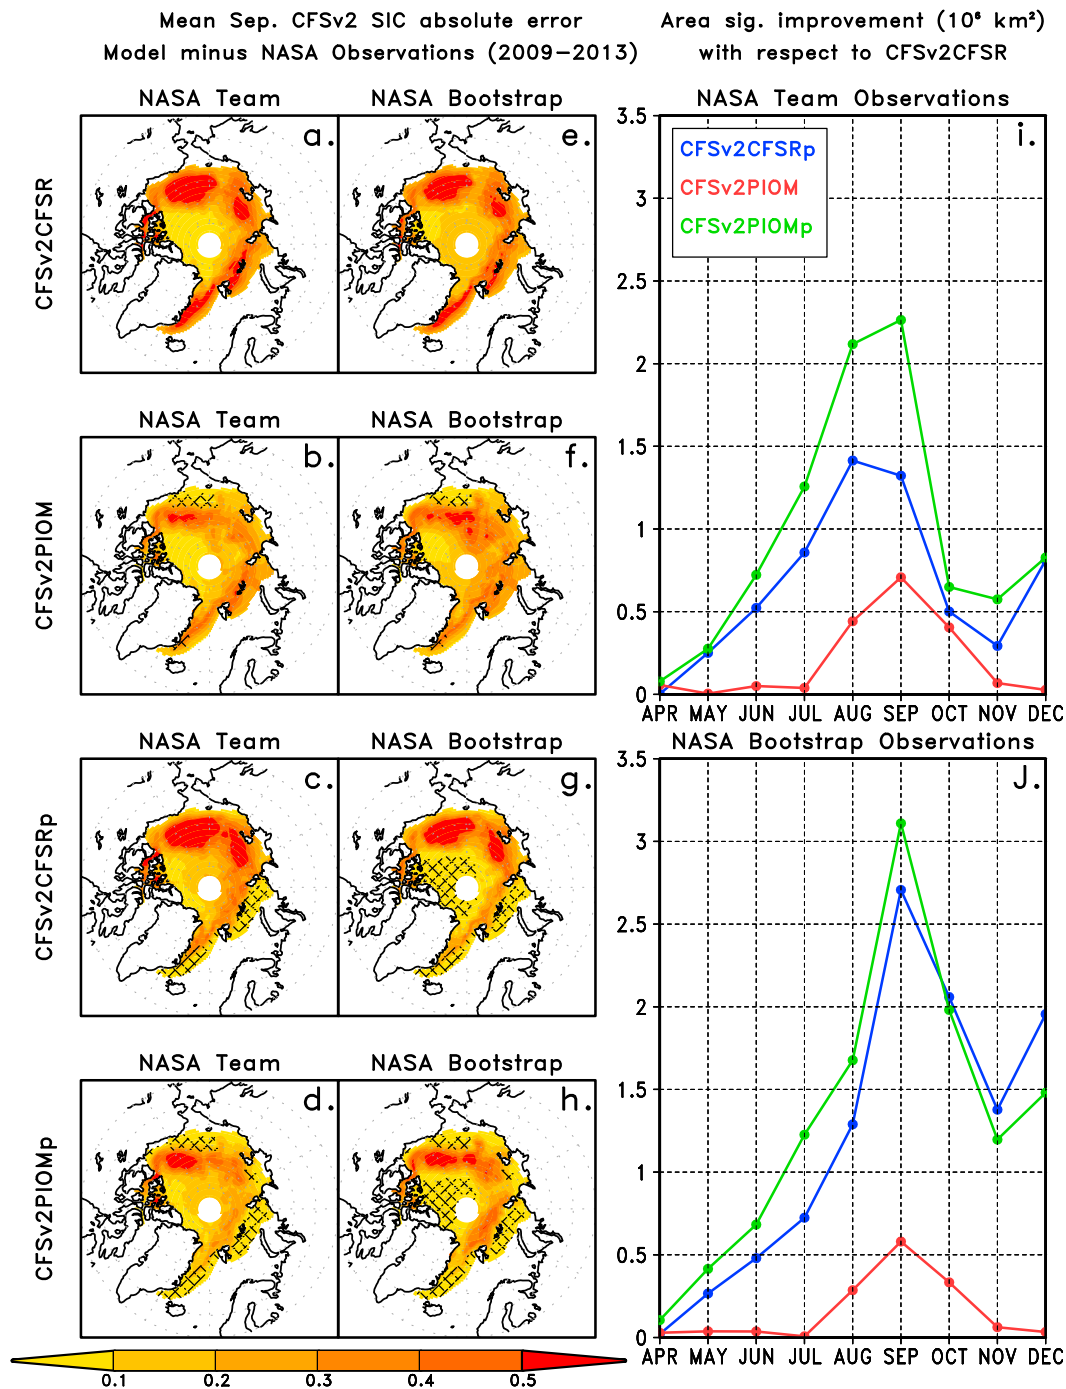 Mean Sep. CFSv2 SIC absolute error
Model minus NASA Observations (2009−2013)
Area sig. improvement (10⁶ km²)
with respect to CFSv2CFSR
NASA Team
NASA Bootstrap
CFSv2CFSR
a.
e.
NASA Team
NASA Bootstrap
CFSv2PIOM
b.
f.
NASA Team
NASA Bootstrap
CFSv2CFSRp
c.
g.
NASA Team
NASA Bootstrap
CFSv2PIOMp
d.
h.
0.1 0.2 0.3 0.4 0.5
NASA Team Observations
i.
CFSv2CFSRp
CFSv2PIOM
CFSv2PIOMp
3.5
3
2.5
2
1.5
1
0.5
0
APR MAY JUN JUL AUG SEP OCT NOV DEC
NASA Bootstrap Observations
J.
3.5
3
2.5
2
1.5
1
0.5
0
APR MAY JUN JUL AUG SEP OCT NOV DEC